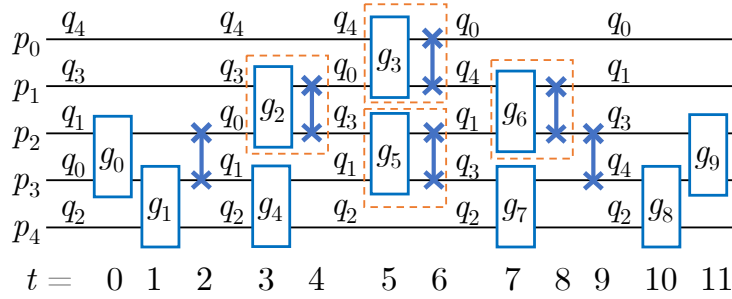 q₄ q₄ q₄ q₀ q₀
p₀ g₃
q₃ q₃ q₀ q₄ q₁
p₁ g₂ g₆
q₁ q₀ q₃ q₁ q₃
p₂ g₀ g₅ g₉
q₀ q₁ q₁ q₃ q₄
p₃ g₁ g₄ g₇ g₈
q₂ q₂ q₂ q₂ q₂
p₄
t = 0 1 2 3 4 5 6 7 8 9 10 11